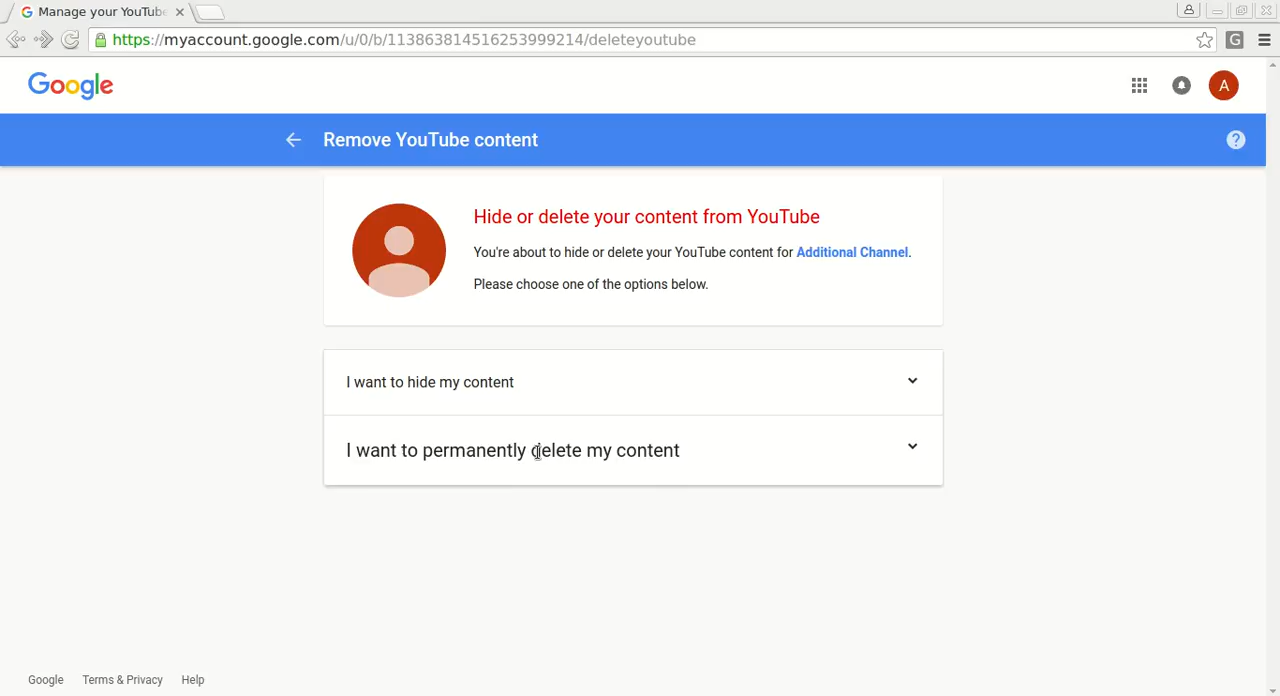 Manage your YouTube
https://myaccount.google.com/u/0/b/113863814516253999214/deleteyoutube
G
Google
A
Remove YouTube content
?
Hide or delete your content from YouTube
You're about to hide or delete your YouTube content for Additional Channel.
Please choose one of the options below.
I want to hide my content
I want to permanently delete my content
Google Terms & Privacy Help